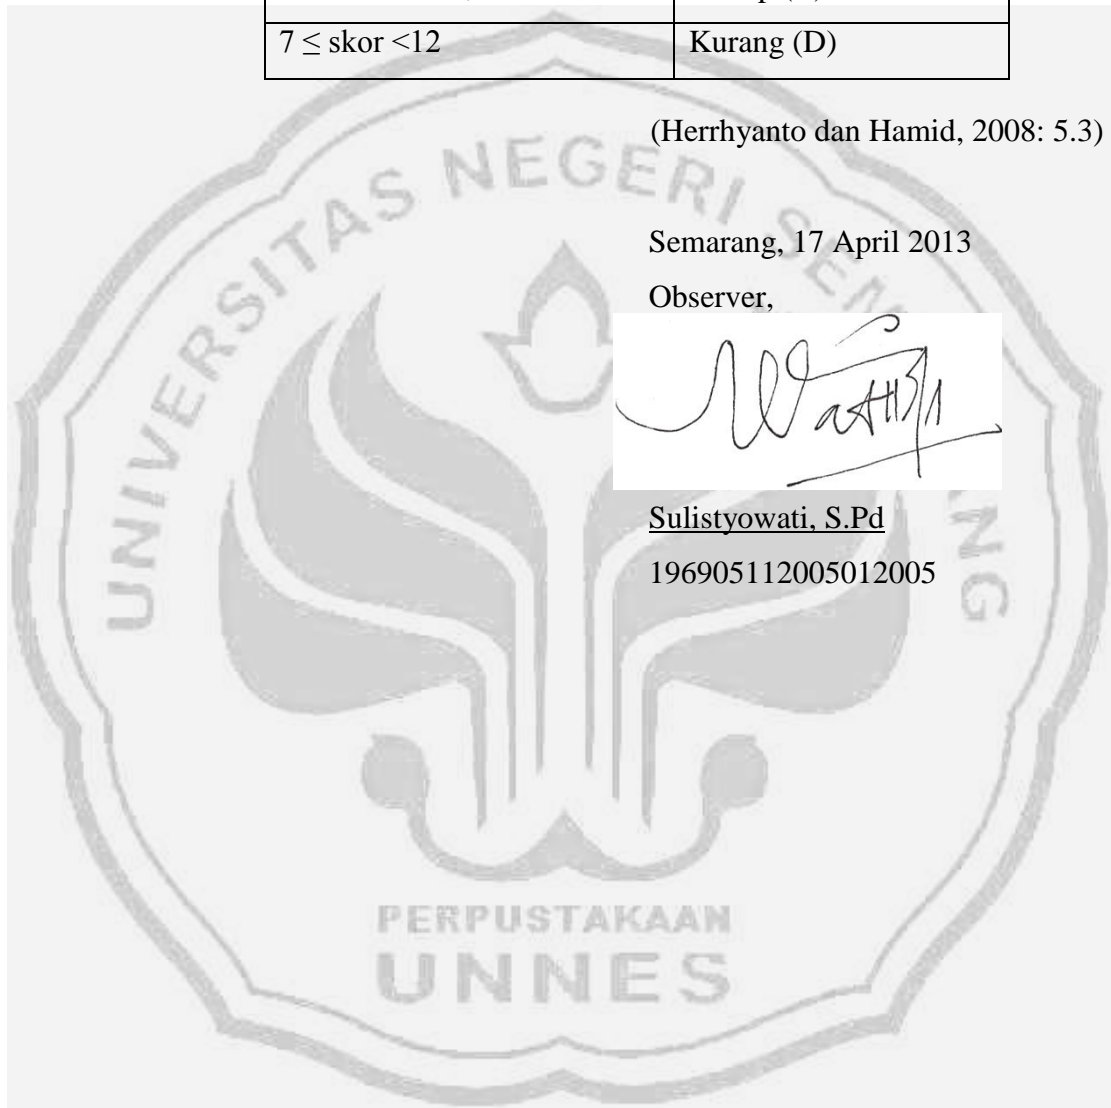 7 ≤ skor <12 Kurang (D)
(Herrhyanto dan Hamid, 2008: 5.3)
Semarang, 17 April 2013
Observer,
Sulistyowati, S.Pd
196905112005012005
UNIVERSITAS NEGERI SEMARANG
PERPUSTAKAAN
UNNES